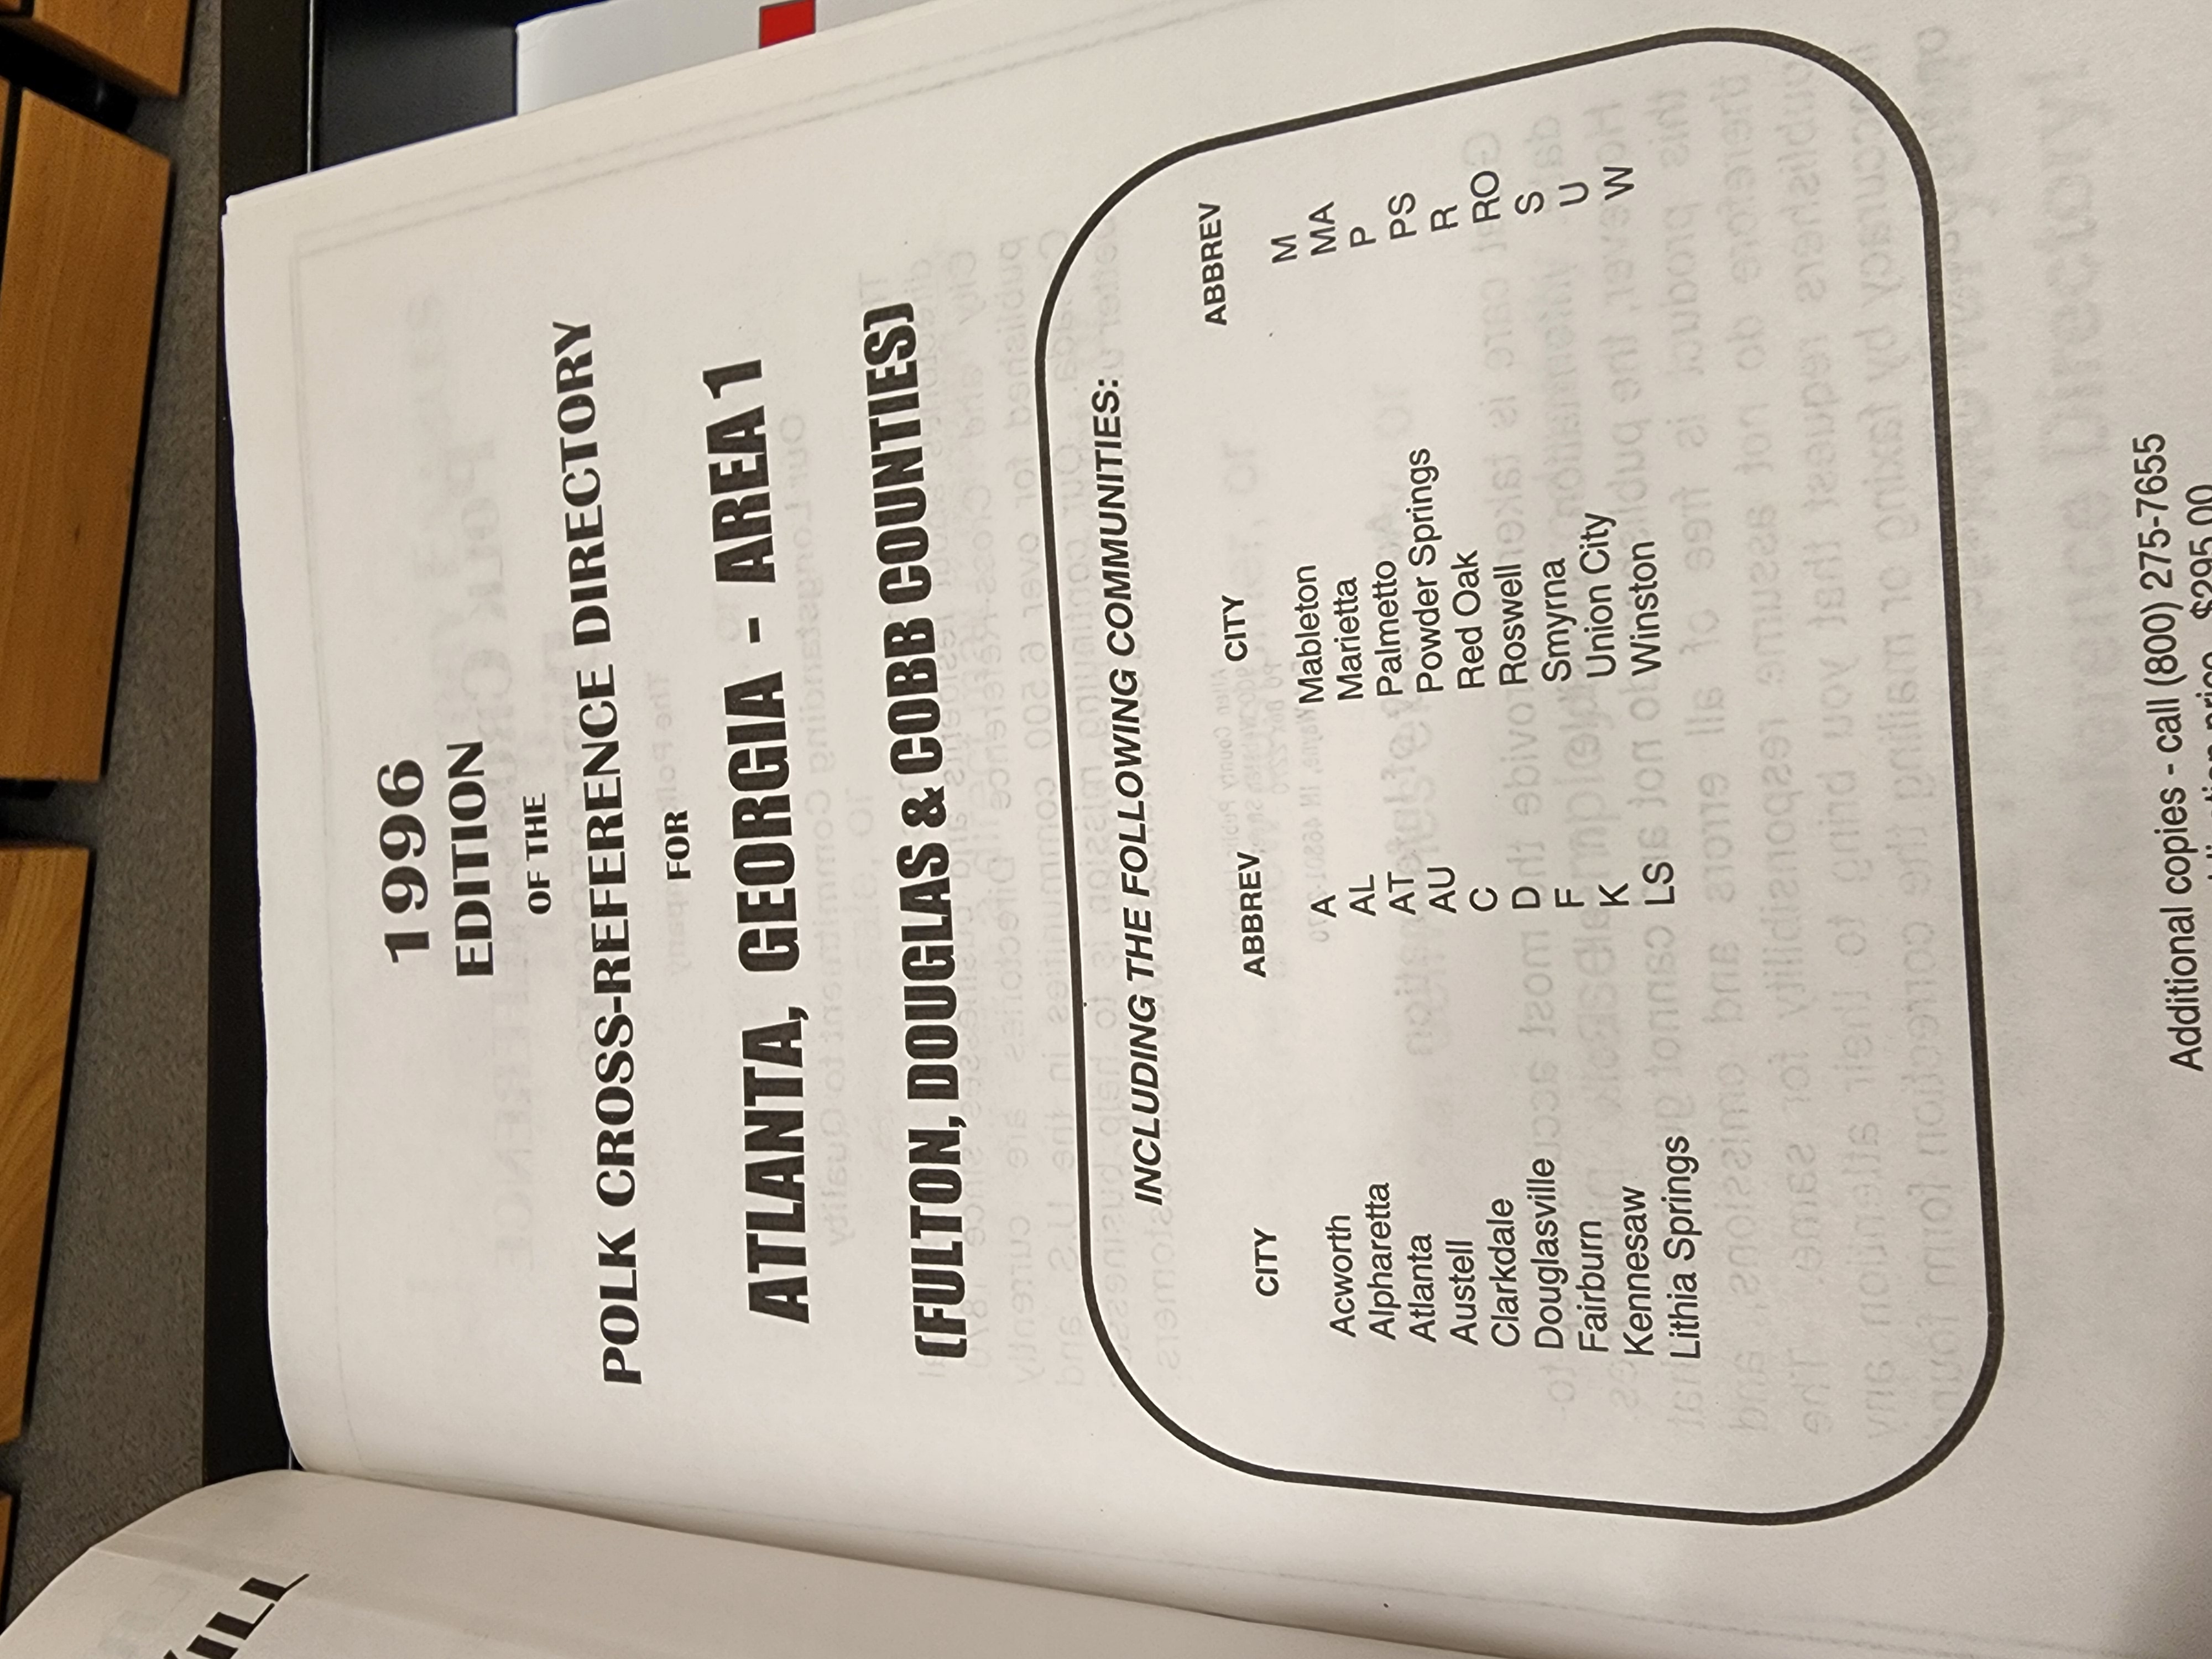 1996
EDITION
OF THE
POLK CROSS-REFERENCE DIRECTORY
FOR
ATLANTA, GEORGIA - AREA 1
(FULTON, DOUGLAS & COBB COUNTIES)
INCLUDING THE FOLLOWING COMMUNITIES:
CITY ABBREV CITY ABBREV
Acworth A Mableton M
Alpharetta AL Marietta MA
Atlanta AT Palmetto P
Austell AU Powder Springs PS
Clarkdale C Red Oak R
Douglasville D Roswell RO
Fairburn F Smyrna S
Kennesaw K Union City U
Lithia Springs LS Winston W
Additional copies - call (800) 275-7655
price $295.00